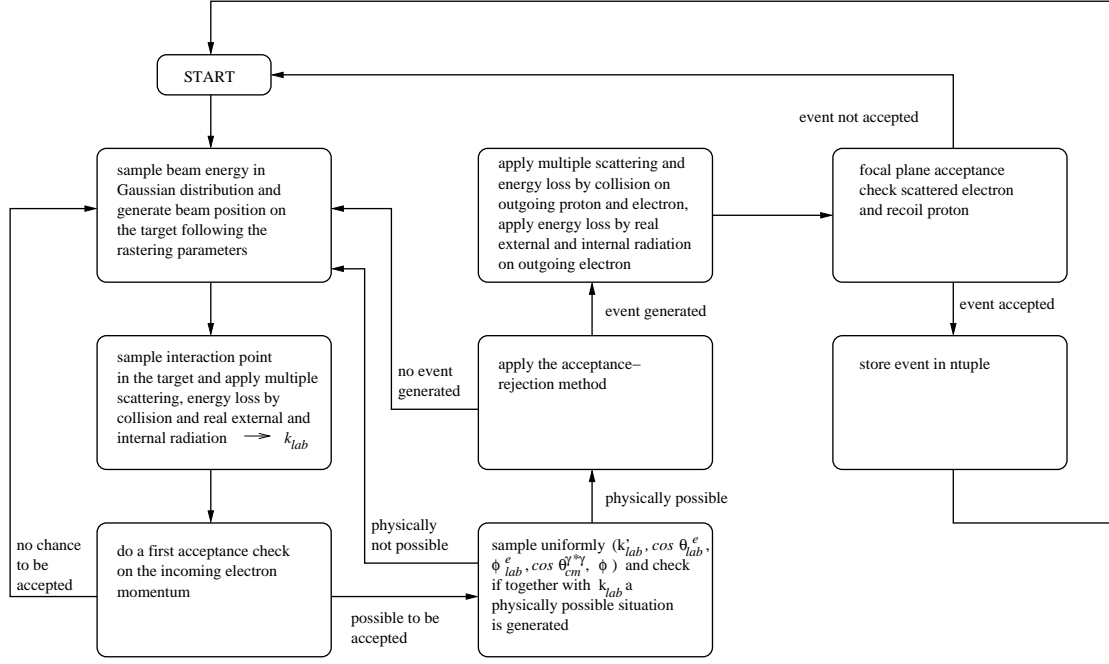 START
sample beam energy in
Gaussian distribution and
generate beam position on
the target following the
rastering parameters
sample interaction point
in the target and apply multiple
scattering, energy loss by
collision and real external and
internal radiation → k_lab
no chance
to be
accepted
do a first acceptance check
on the incoming electron
momentum
possible to be
accepted
physically
not possible
sample uniformly (k'_lab, cos θ_lab^e,
ϕ_lab^e, cos θ_cm^γ*γ, ϕ ) and check
if together with k_lab a
physically possible situation
is generated
physically possible
no event
generated
apply the acceptance–
rejection method
event generated
apply multiple scattering and
energy loss by collision on
outgoing proton and electron,
apply energy loss by real
external and internal radiation
on outgoing electron
event not accepted
focal plane acceptance
check scattered electron
and recoil proton
event accepted
store event in ntuple